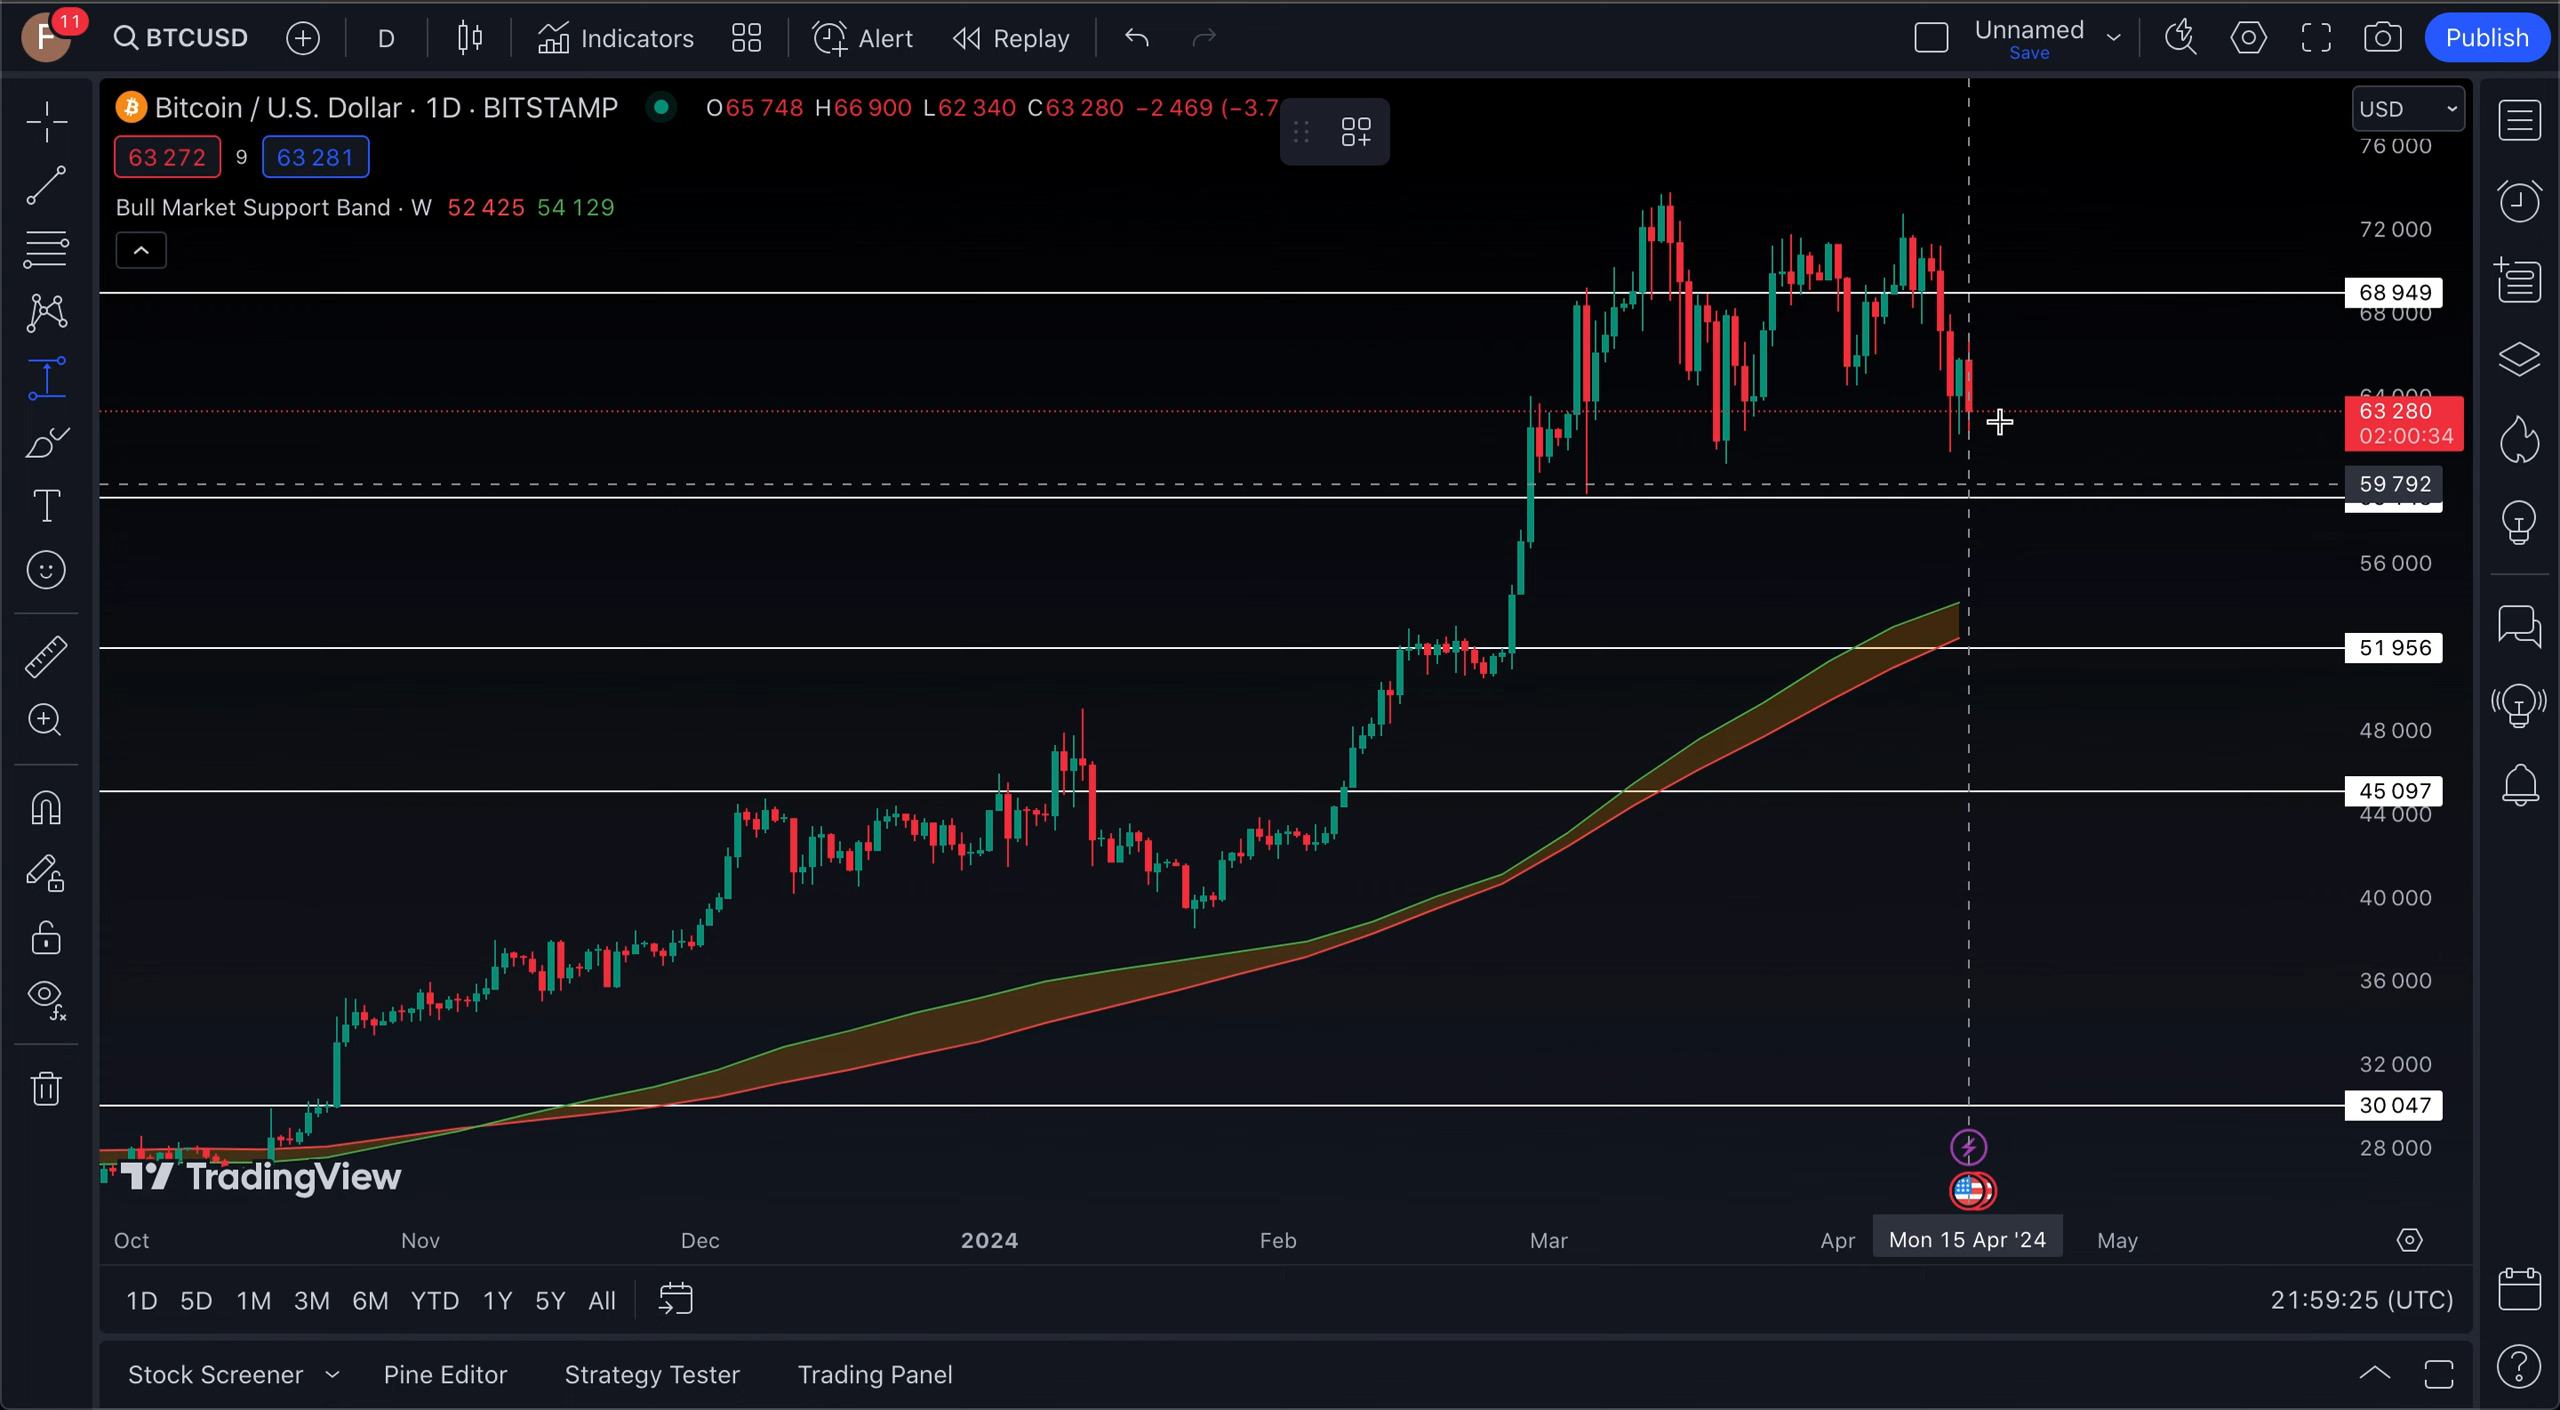 F 11 BTCUSD D Indicators Alert Replay Unnamed Publish
Save
Bitcoin / U.S. Dollar · 1D · BITSTAMP O65 748 H66 900 L62 340 C63 280 −2 469 (−3.7
USD
63 272 9 63 281
Bull Market Support Band · W 52 425 54 129
76 000
72 000
68 949
68 000
64 000
63 280
02:00:34
59 792
56 000
51 956
48 000
45 097
44 000
40 000
36 000
32 000
30 047
28 000
TradingView
Oct Nov Dec 2024 Feb Mar Apr Mon 15 Apr '24 May
1D 5D 1M 3M 6M YTD 1Y 5Y All 21:59:25 (UTC)
Stock Screener Pine Editor Strategy Tester Trading Panel